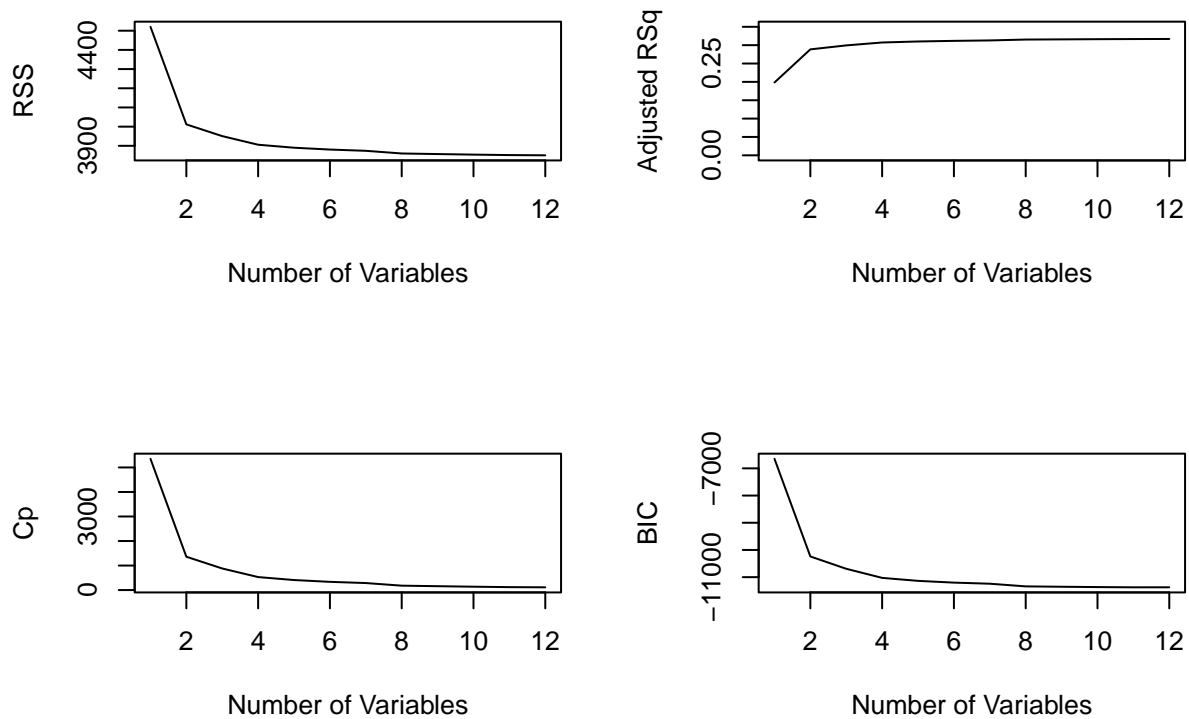 RSS
4400
3900
2 4 6 8 10 12
Number of Variables
Adjusted RSq
0.25
0.00
2 4 6 8 10 12
Number of Variables
Cp
3000
0
2 4 6 8 10 12
Number of Variables
BIC
−7000
−11000
2 4 6 8 10 12
Number of Variables